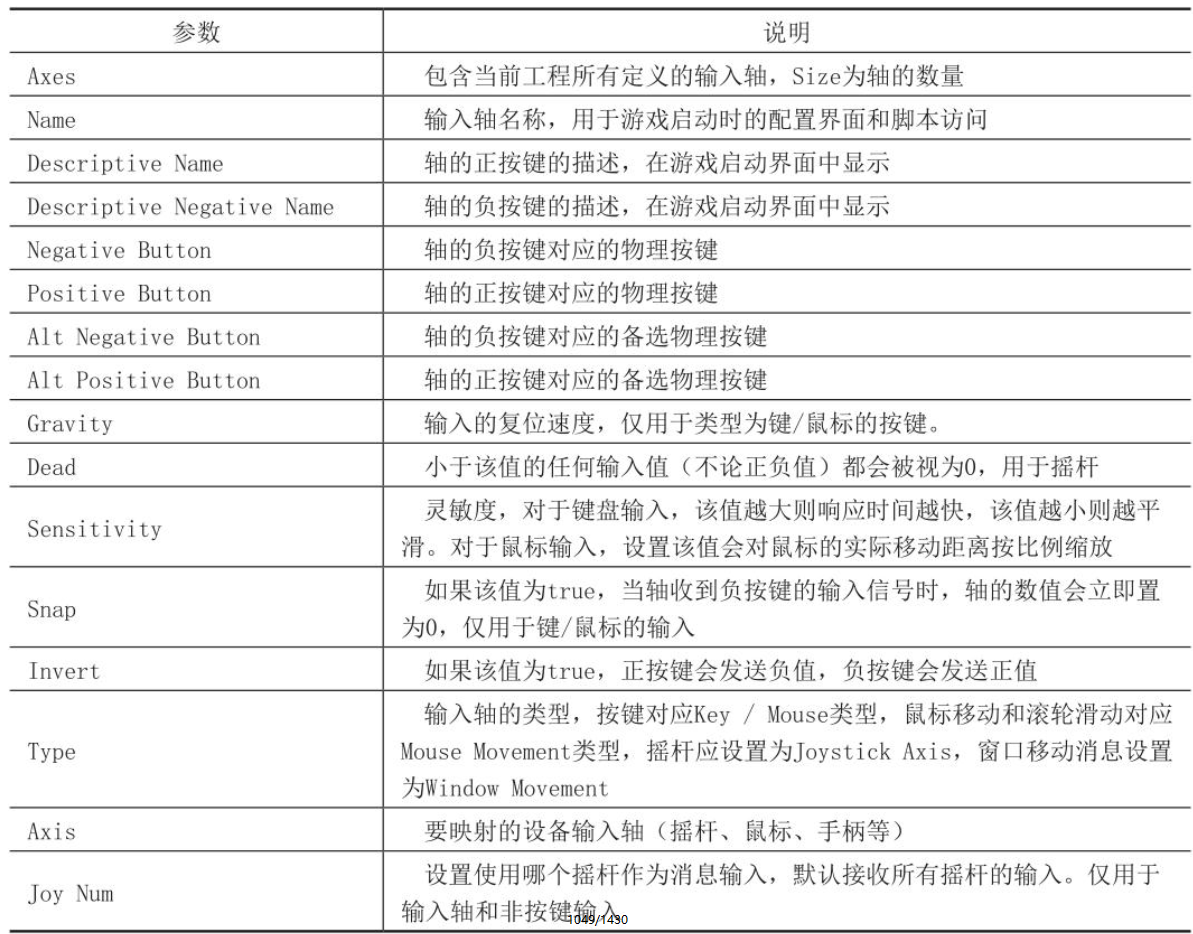 参数 说明
Axes 包含当前工程所有定义的输入轴，Size为轴的数量
Name 输入轴名称，用于游戏启动时的配置界面和脚本访问
Descriptive Name 轴的正按键的描述，在游戏启动界面中显示
Descriptive Negative Name 轴的负按键的描述，在游戏启动界面中显示
Negative Button 轴的负按键对应的物理按键
Positive Button 轴的正按键对应的物理按键
Alt Negative Button 轴的负按键对应的备选物理按键
Alt Positive Button 轴的正按键对应的备选物理按键
Gravity 输入的复位速度，仅用于类型为键/鼠标的按键。
Dead 小于该值的任何输入值（不论正负值）都会被视为0，用于摇杆
Sensitivity 灵敏度，对于键盘输入，该值越大则响应时间越快，该值越小则越平
滑。对于鼠标输入，设置该值会对鼠标的实际移动距离按比例缩放
Snap 如果该值为true，当轴收到负按键的输入信号时，轴的数值会立即置
为0，仅用于键/鼠标的输入
Invert 如果该值为true，正按键会发送负值，负按键会发送正值
Type 输入轴的类型，按键对应Key / Mouse类型，鼠标移动和滚轮滑动对应
Mouse Movement类型，摇杆应设置为Joystick Axis，窗口移动消息设置
为Window Movement
Axis 要映射的设备输入轴（摇杆、鼠标、手柄等）
Joy Num 设置使用哪个摇杆作为消息输入，默认接收所有摇杆的输入。仅用于
输入轴和非按键输入
1049/1430